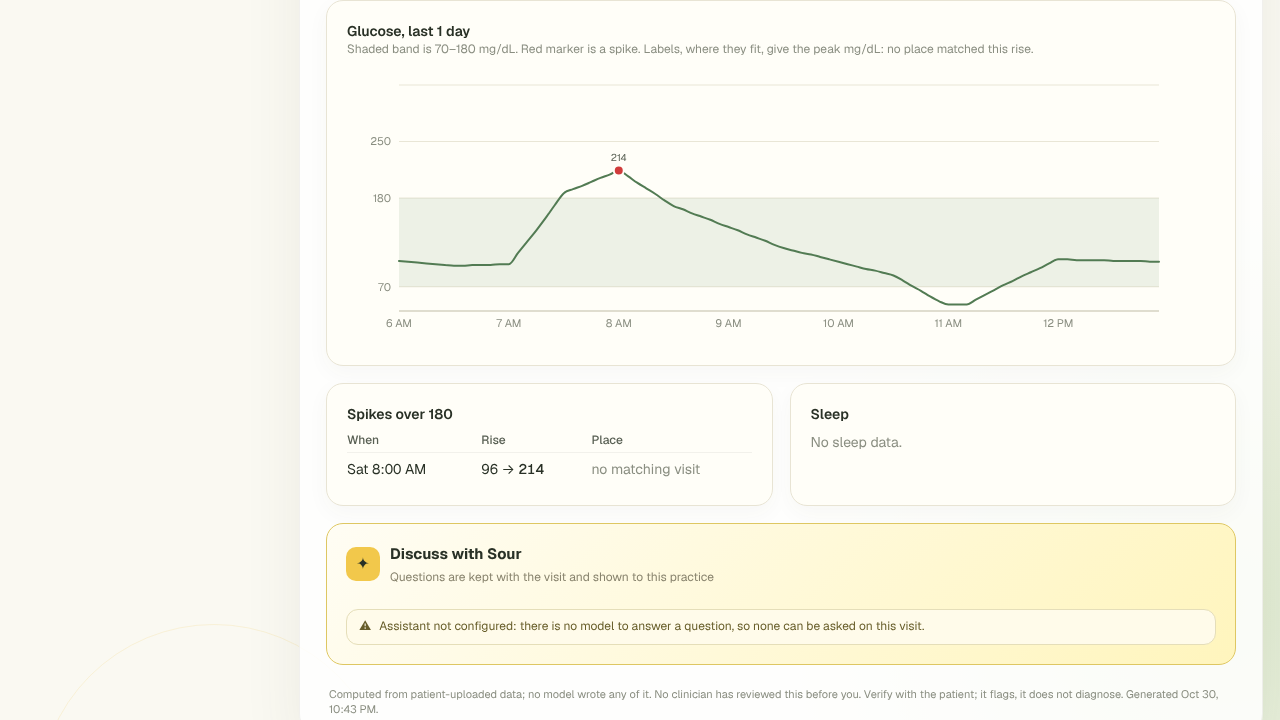 Glucose, last 1 day
Shaded band is 70–180 mg/dL. Red marker is a spike. Labels, where they fit, give the peak mg/dL: no place matched this rise.
250
214
180
70
6 AM 7 AM 8 AM 9 AM 10 AM 11 AM 12 PM
Spikes over 180
When Rise Place
Sat 8:00 AM 96 → 214 no matching visit
Sleep
No sleep data.
Discuss with Sour
Questions are kept with the visit and shown to this practice
Assistant not configured: there is no model to answer a question, so none can be asked on this visit.
Computed from patient-uploaded data; no model wrote any of it. No clinician has reviewed this before you. Verify with the patient; it flags, it does not diagnose. Generated Oct 30,
10:43 PM.